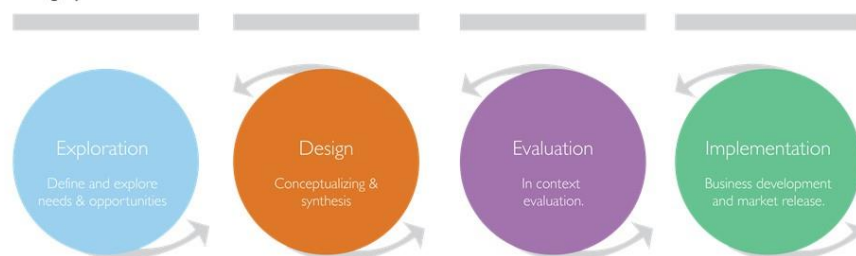 Exploration
Define and explore
needs & opportunities
Design
Conceptualizing &
synthesis
Evaluation
In context
evaluation.
Implementation
Business development
and market release.